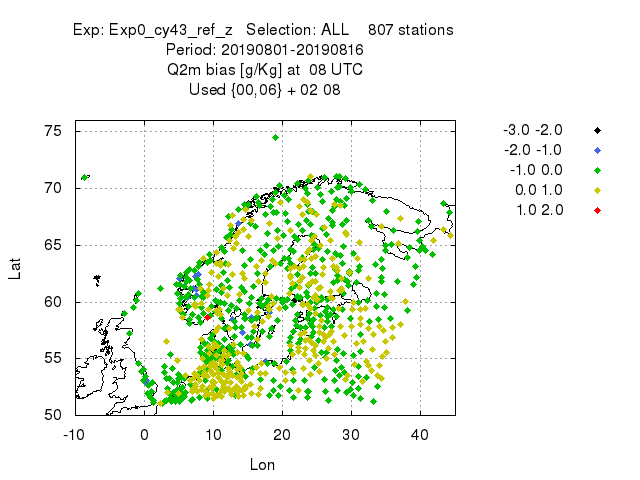 Exp: Exp0_cy43_ref_z   Selection: ALL    807 stations
Period: 20190801-20190816
Q2m bias [g/Kg] at  08 UTC
Used {00,06} + 02 08
75
70
65
60
55
50
Lat
-10 0 10 20 30 40
Lon
-3.0 -2.0
-2.0 -1.0
-1.0 0.0
0.0 1.0
1.0 2.0